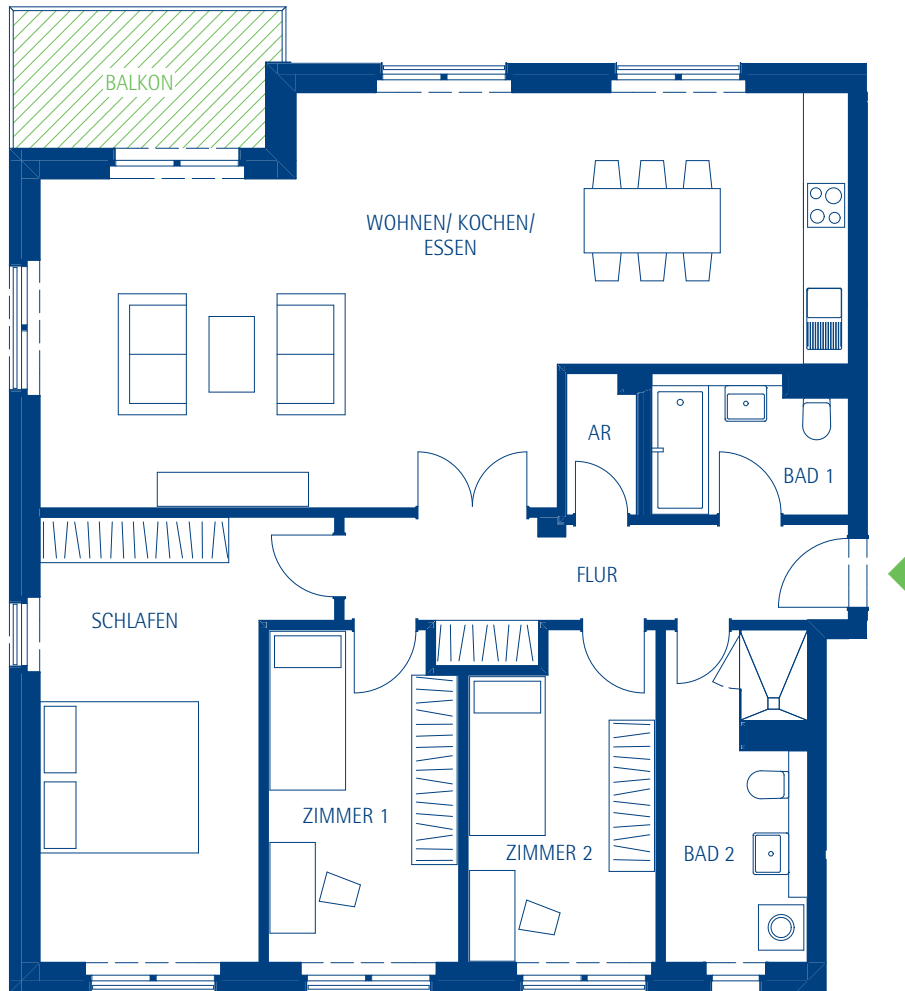 BALKON
WOHNEN/ KOCHEN/
ESSEN
AR
BAD 1
FLUR
SCHLAFEN
ZIMMER 1
ZIMMER 2
BAD 2